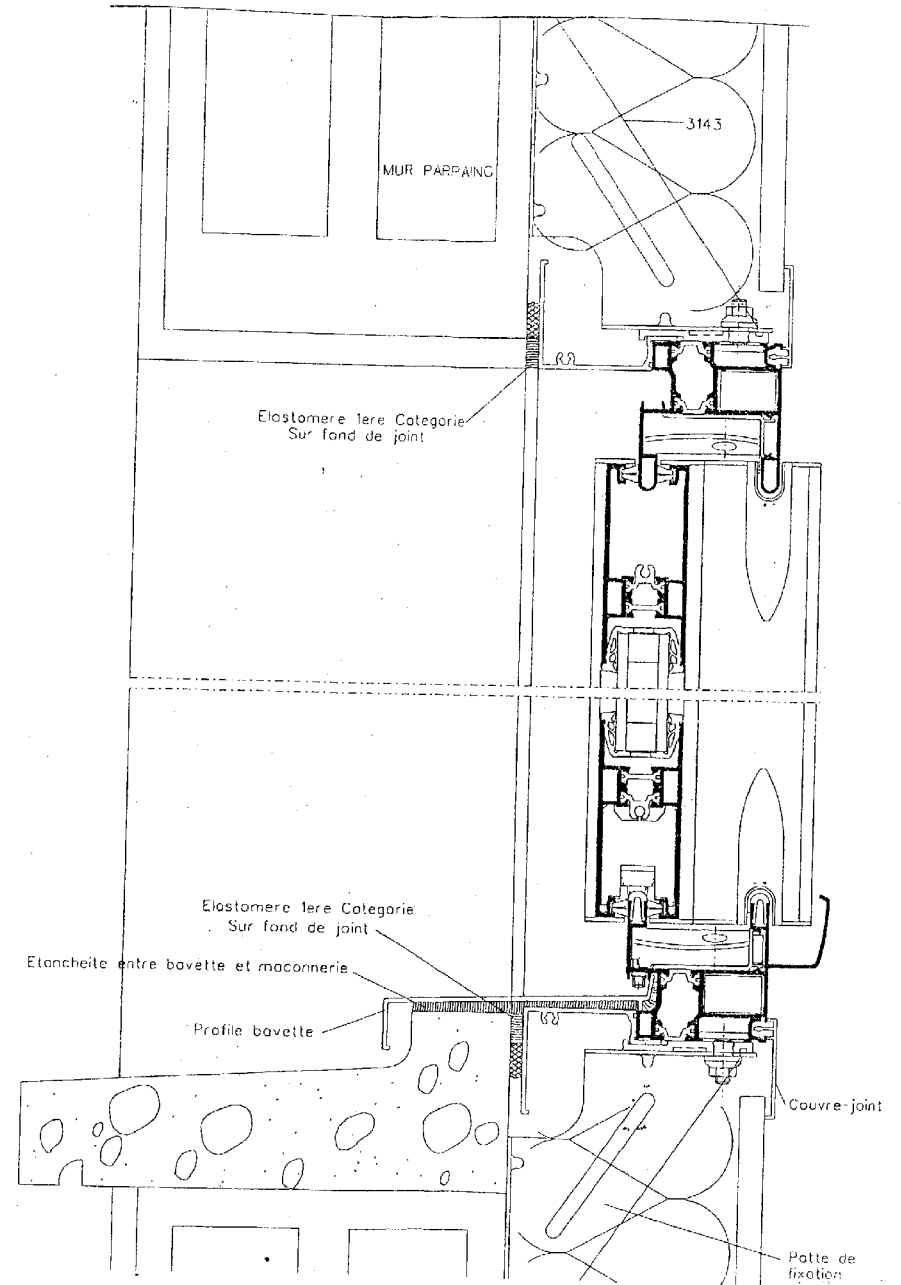 3143
MUR PARPAING
Elastomere 1ere Categorie
Sur fond de joint
Elastomere 1ere Categorie
Sur fond de joint
Etancheite entre bavette et maconnerie
Profile bavette
Couvre-joint
Patte de
fixation